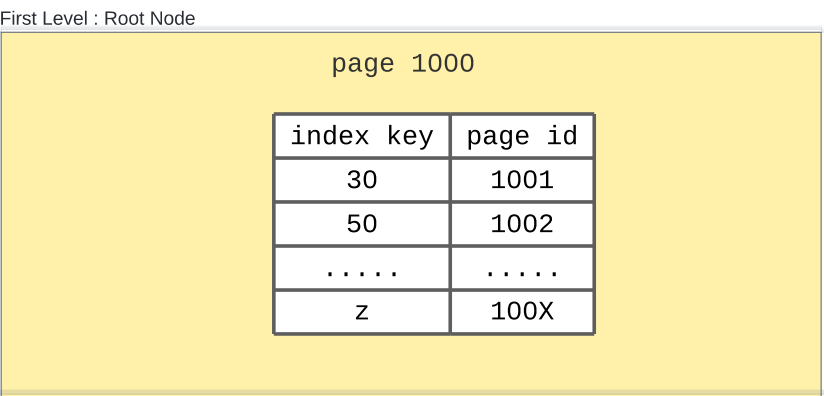 First Level : Root Node
page 1000
index key page id
30 1001
50 1002
..... .....
z 100X